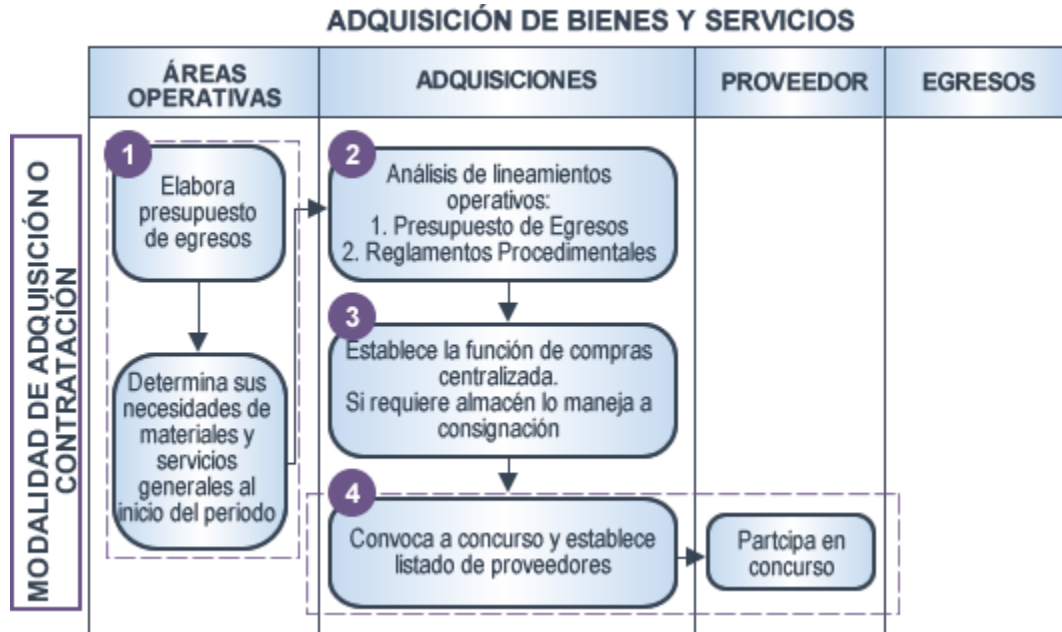 ADQUISICIÓN DE BIENES Y SERVICIOS
ÁREAS
OPERATIVAS
ADQUISICIONES
PROVEEDOR
EGRESOS
MODALIDAD DE ADQUISICIÓN O
CONTRATACIÓN
1
Elabora
presupuesto
de egresos
Determina sus
necesidades de
materiales y
servicios
generales al
inicio del periodo
2
Análisis de lineamientos
operativos:
1. Presupuesto de Egresos
2. Reglamentos Procedimentales
3
Establece la función de compras
centralizada.
Si requiere almacén lo maneja a
consignación
4
Convoca a concurso y establece
listado de proveedores
Partcipa en
concurso